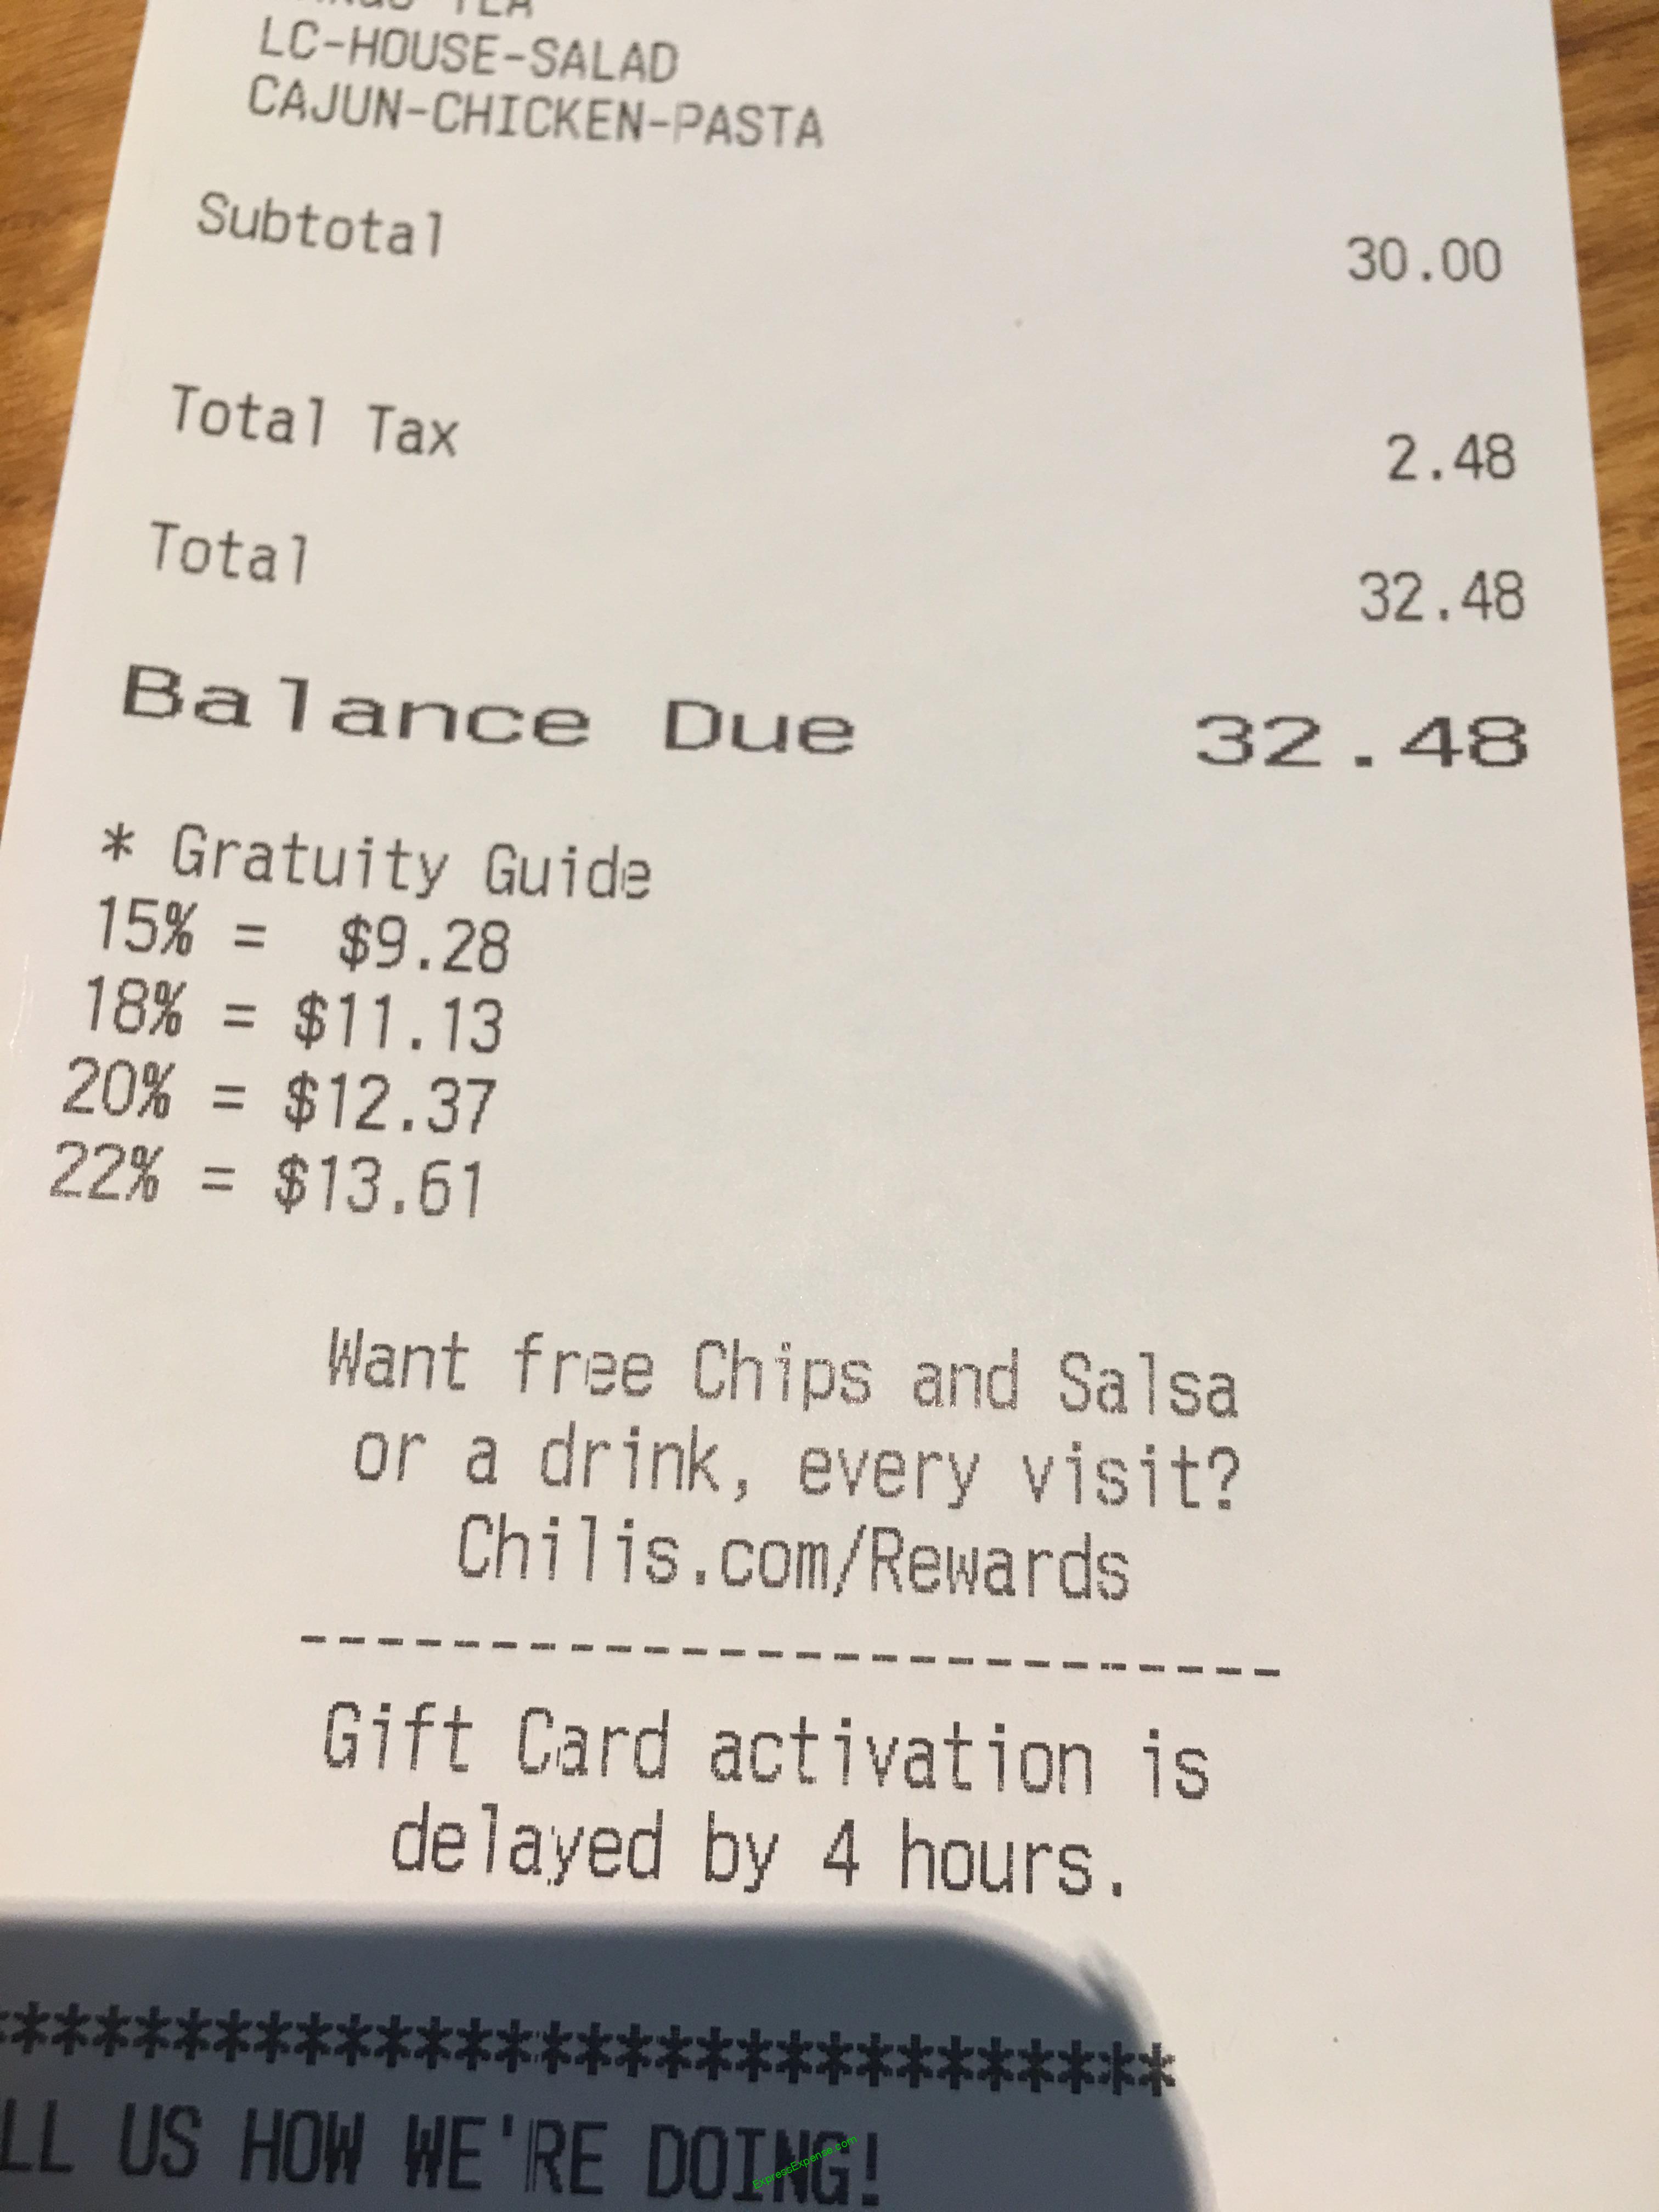 TEA
LC-HOUSE-SALAD
CAJUN-CHICKEN-PASTA
Subtotal 30.00
Total Tax 2.48
Total 32.48
Balance Due 32.48
* Gratuity Guide
15% = $9.28
18% = $11.13
20% = $12.37
22% = $13.61
Want free Chips and Salsa
or a drink, every visit?
Chilis.com/Rewards
-------------------------
Gift Card activation is
delayed by 4 hours.
******************************
LL US HOW WE'RE DOING!
ExpressExpense.com